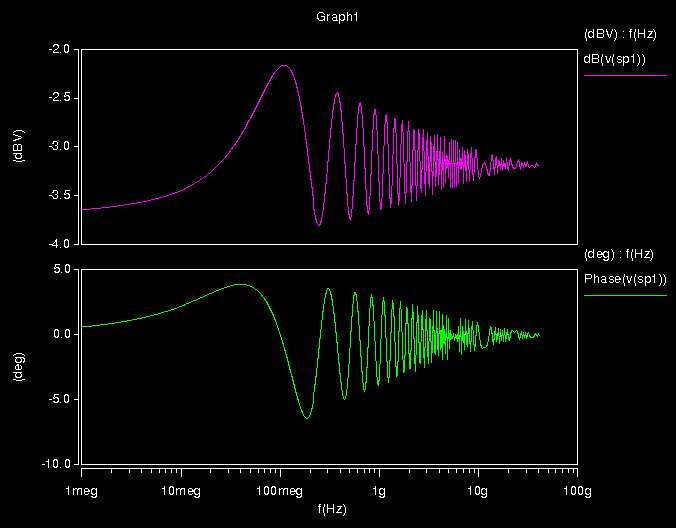 Graph1
(dBV) : f(Hz)
dB(v(sp1))
-2.0
-2.5
-3.0
-3.5
-4.0
(dBV)
(deg) : f(Hz)
Phase(v(sp1))
5.0
0.0
-5.0
-10.0
(deg)
1meg 10meg 100meg 1g 10g 100g
f(Hz)